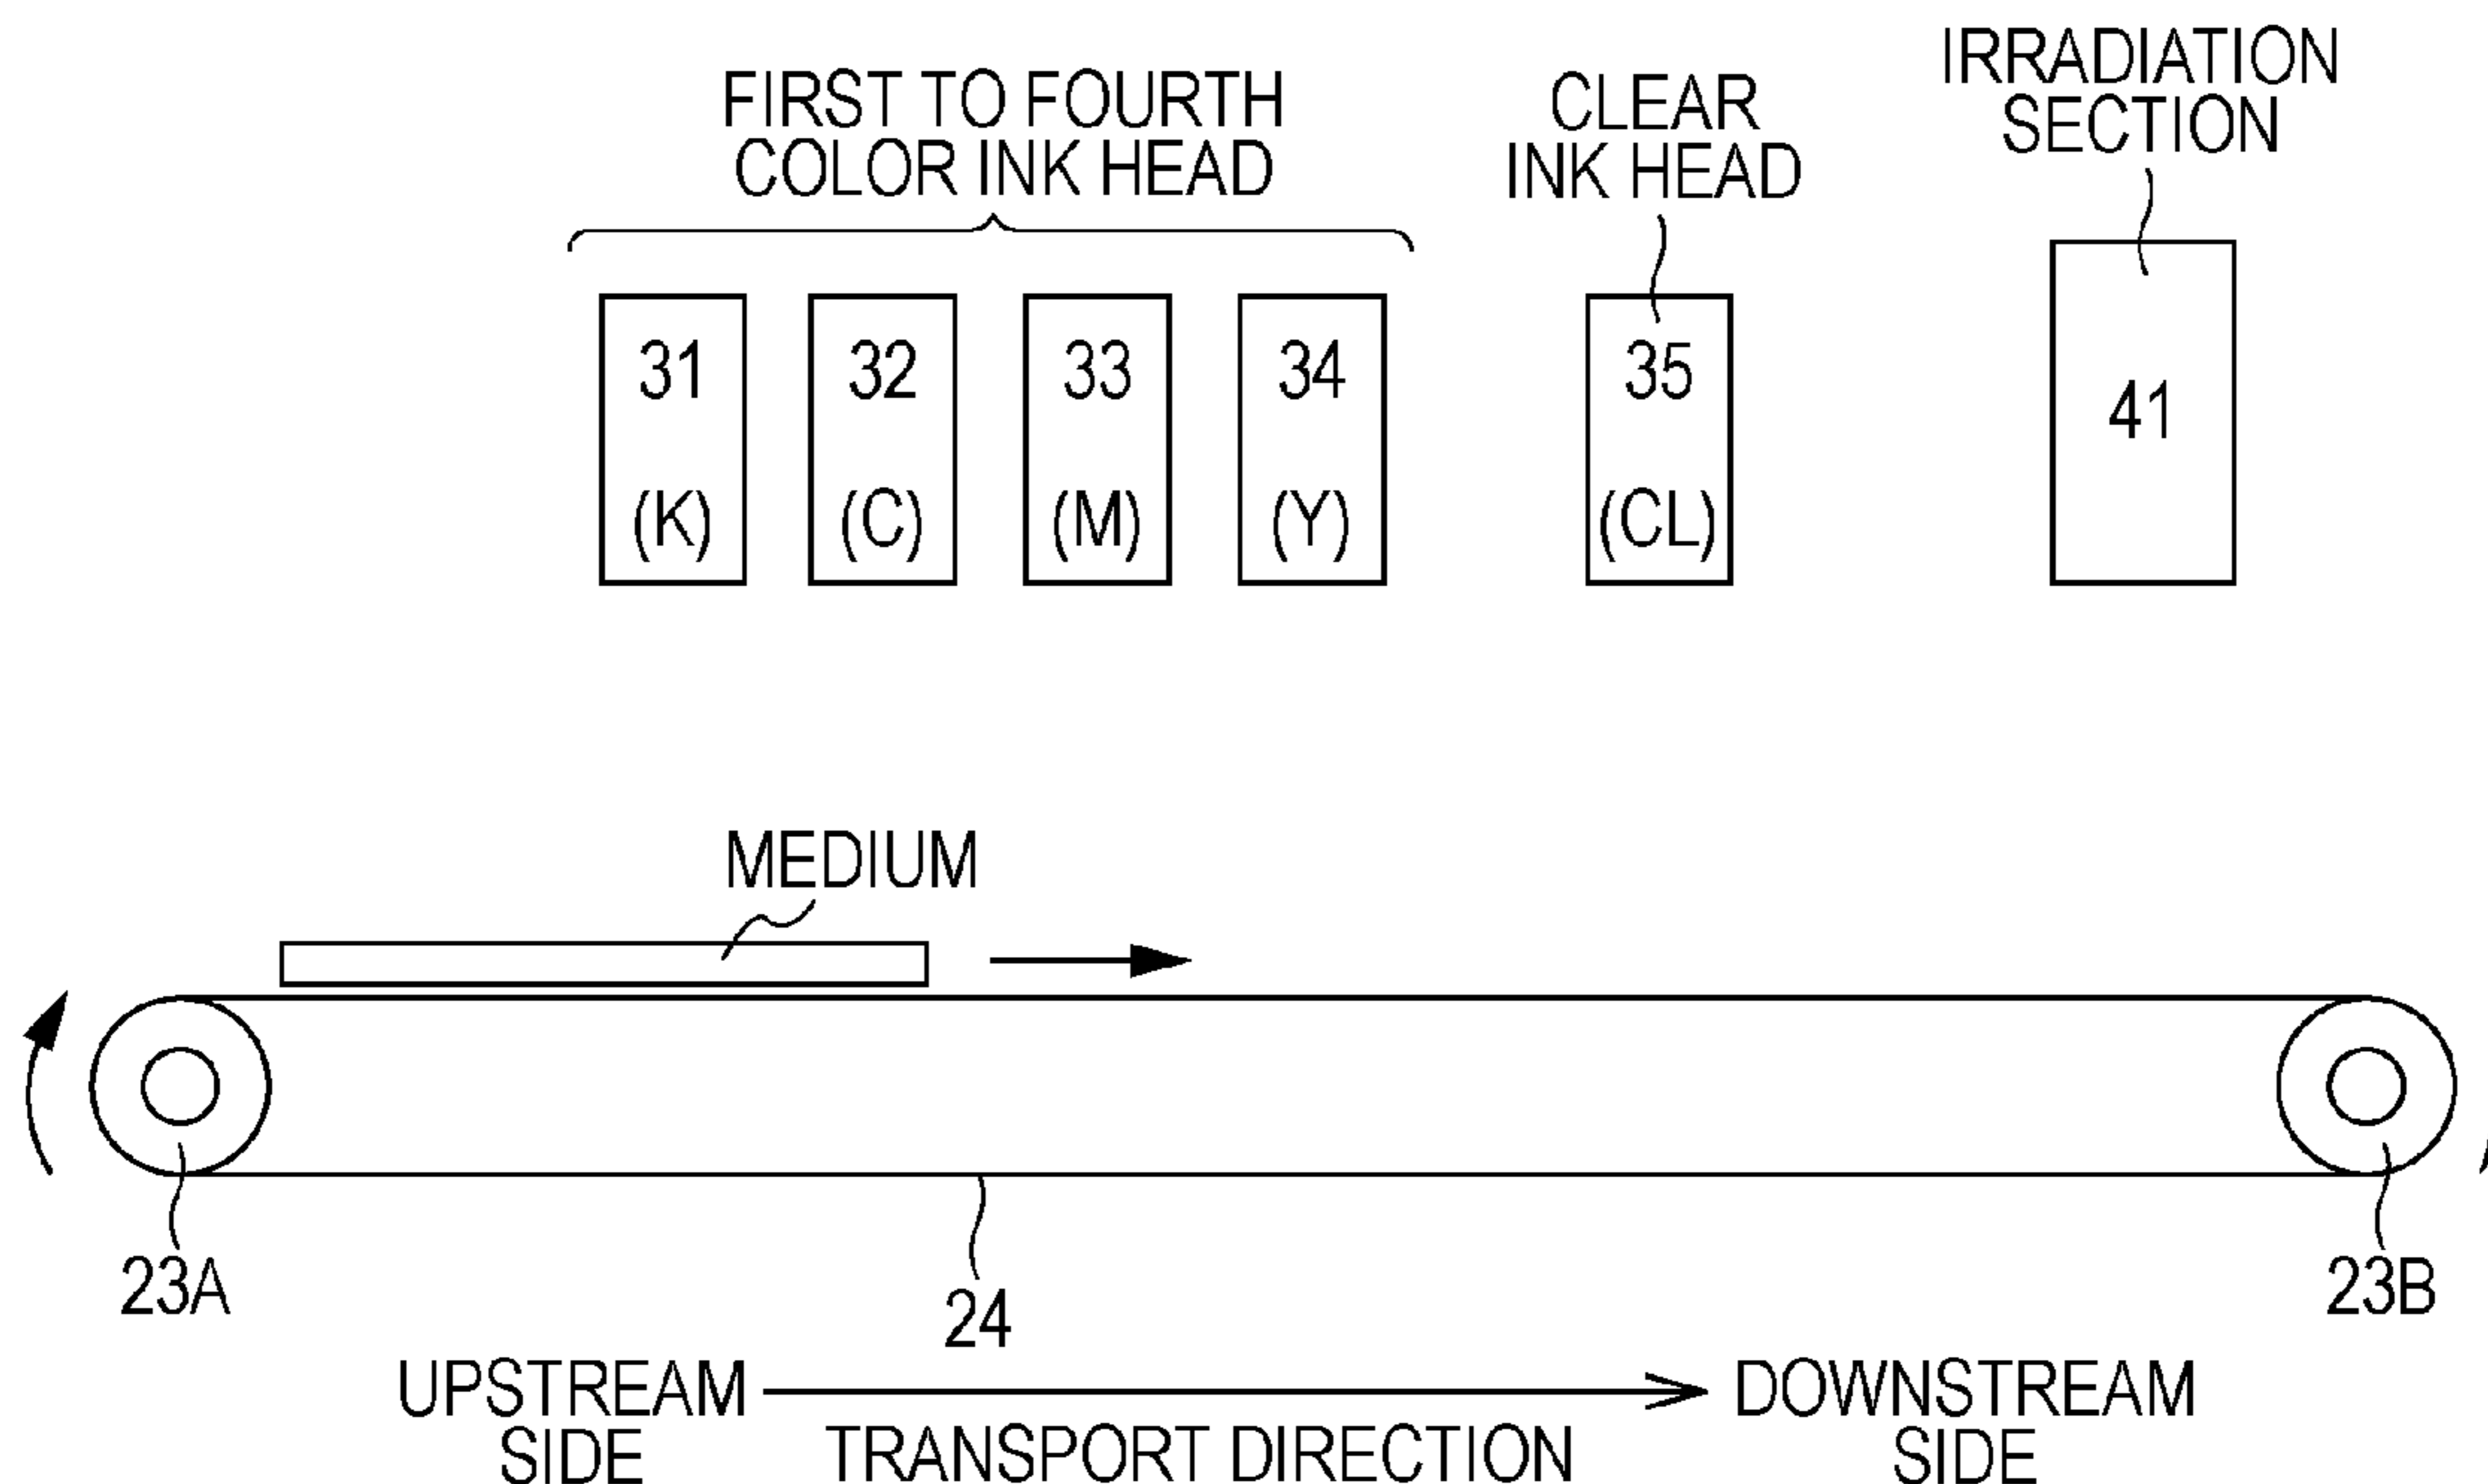 FIRST TO FOURTH
COLOR INK HEAD
CLEAR
INK HEAD
IRRADIATION
SECTION
31
(K)
32
(C)
33
(M)
34
(Y)
35
(CL)
41
MEDIUM
23A
24
23B
UPSTREAM
SIDE
TRANSPORT DIRECTION
DOWNSTREAM
SIDE